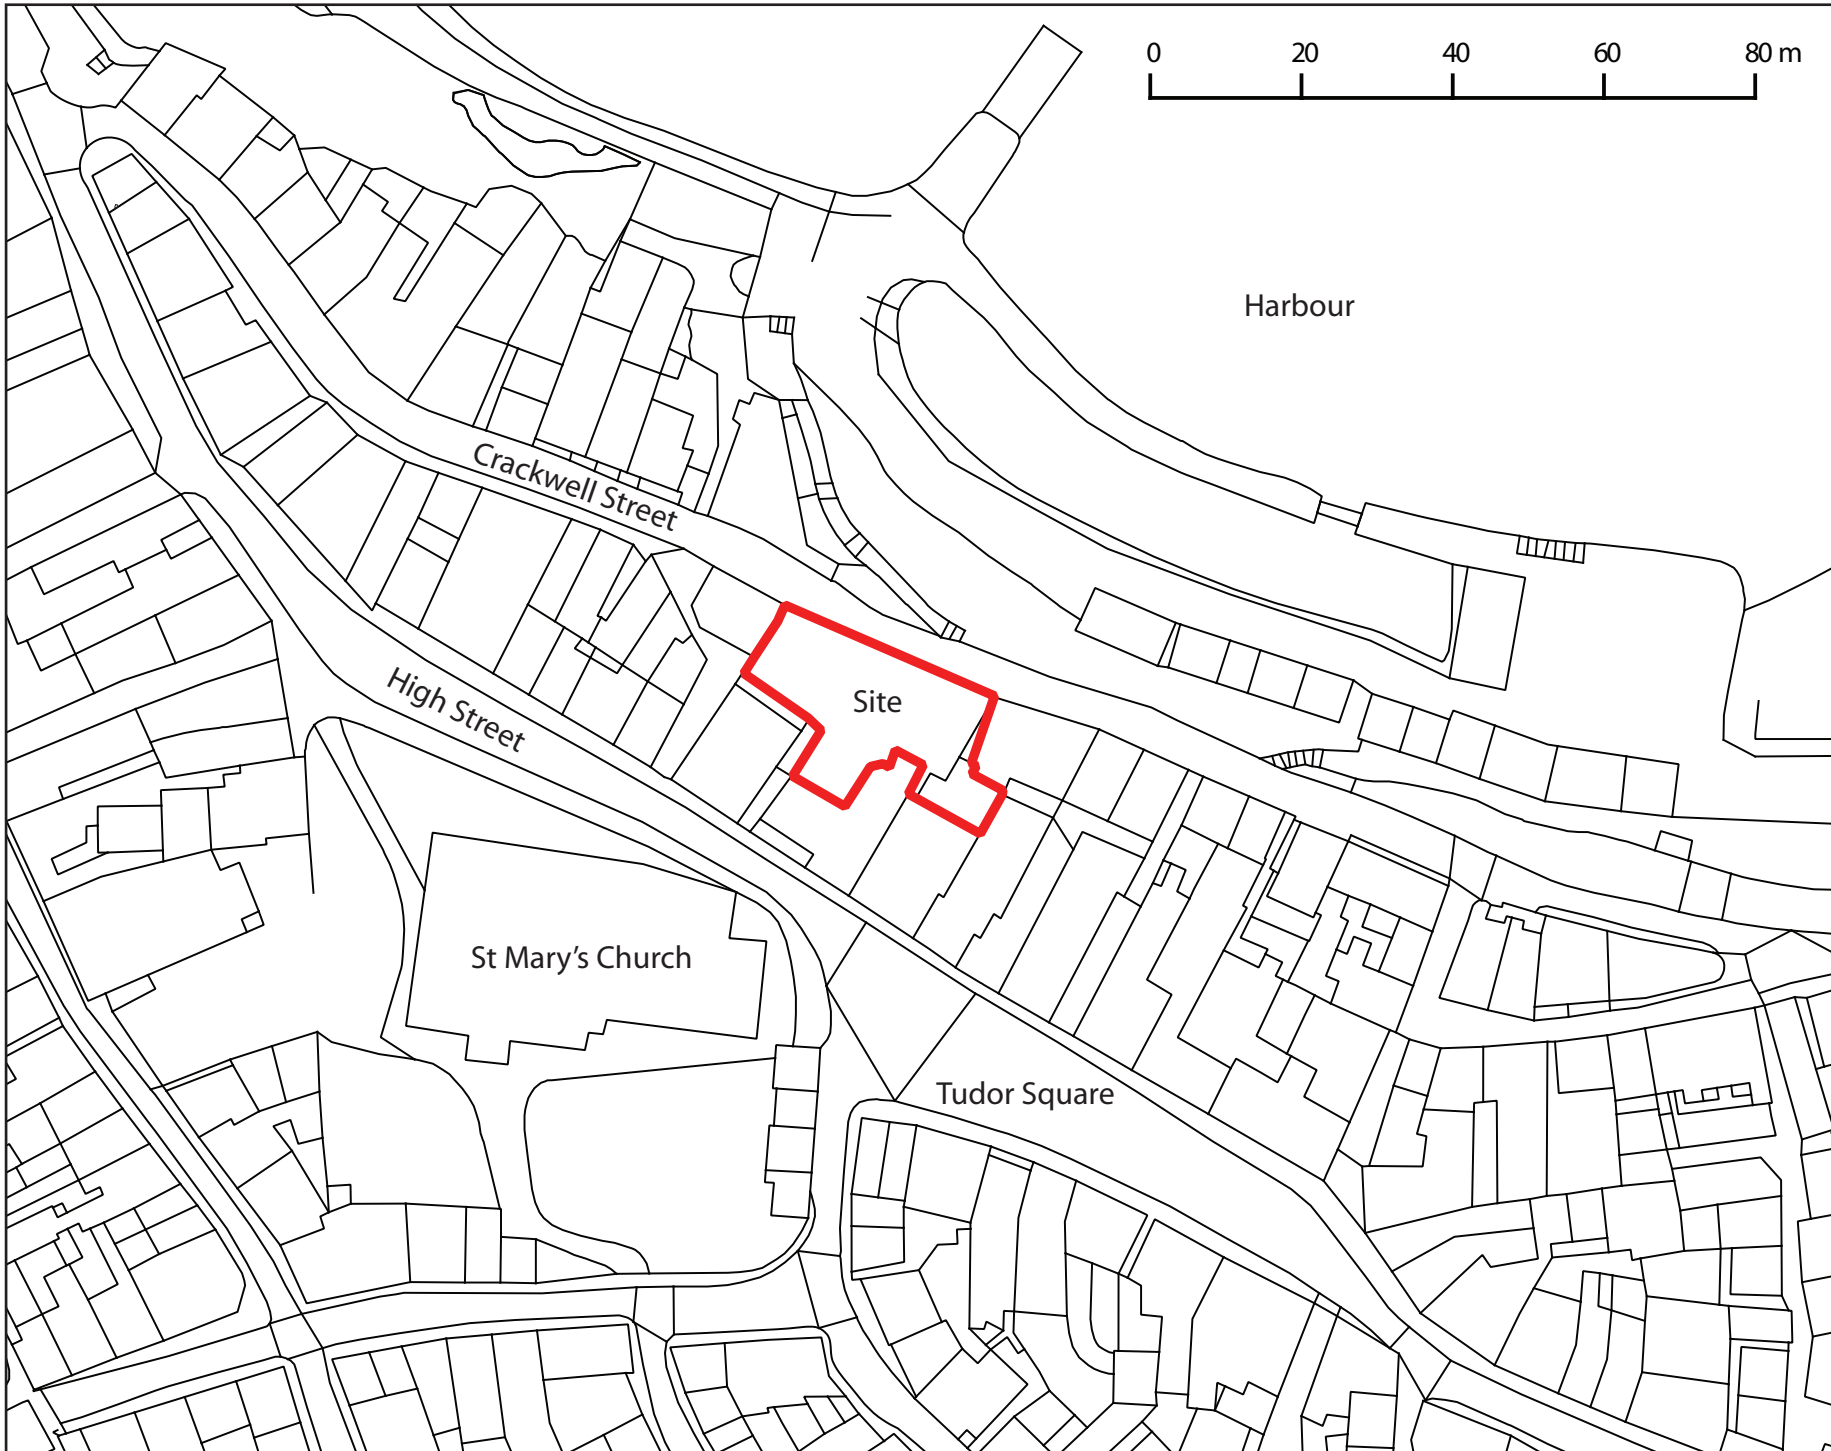 0 20 40 60 80 m
Harbour
Crackwell Street
Site
High Street
St Mary’s Church
Tudor Square